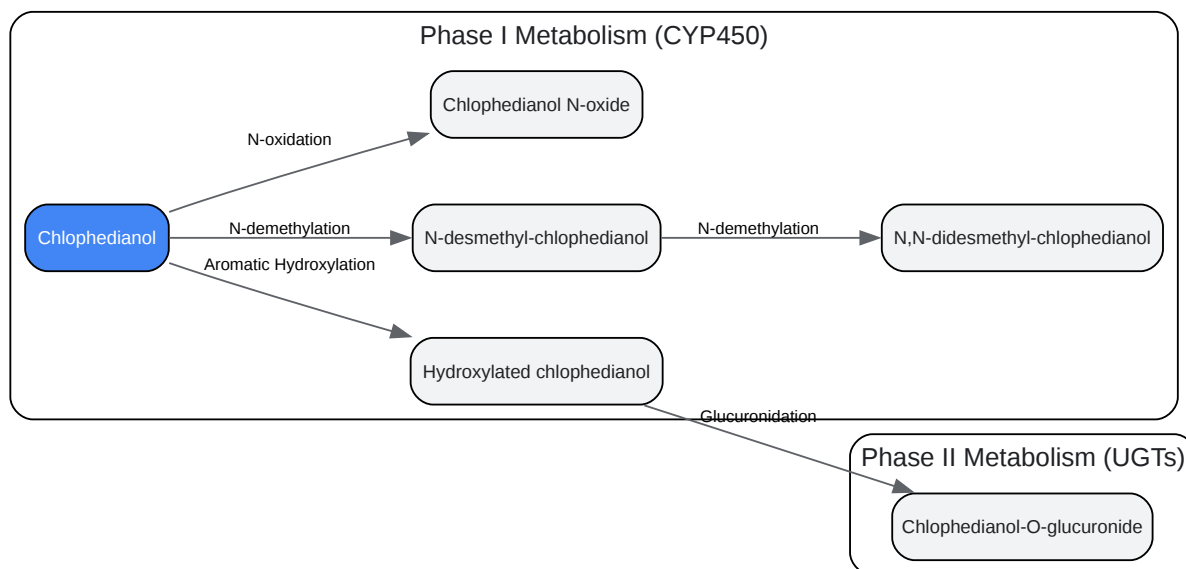 Phase I Metabolism (CYP450)
Chlophedianol N-oxide
N-oxidation
Chlophedianol
N-demethylation
N-desmethyl-chlophedianol
N-demethylation
N,N-didesmethyl-chlophedianol
Aromatic Hydroxylation
Hydroxylated chlophedianol
Glucuronidation
Phase II Metabolism (UGTs)
Chlophedianol-O-glucuronide